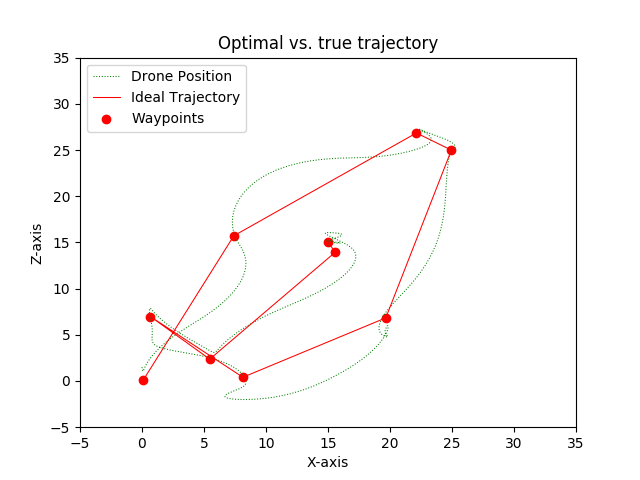 Optimal vs. true trajectory
Drone Position
Ideal Trajectory
Waypoints
35
30
25
20
15
10
5
0
−5
Z-axis
−5 0 5 10 15 20 25 30 35
X-axis